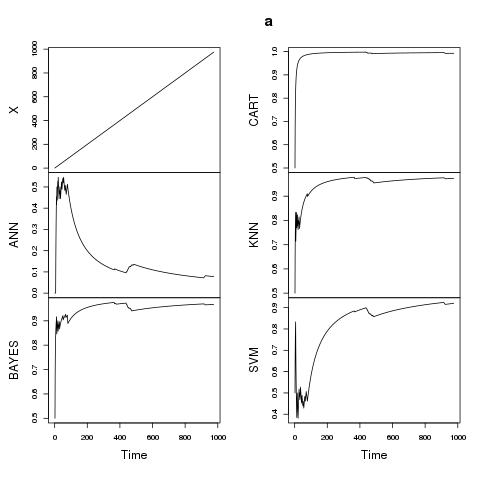 a
X
0 200 400 600 800 1000
ANN
0.0 0.1 0.2 0.3 0.4 0.5
BAYES
0.5 0.6 0.7 0.8 0.9
0 200 400 600 800 1000
Time
CART
0.5 0.6 0.7 0.8 0.9 1.0
KNN
0.5 0.6 0.7 0.8 0.9
SVM
0.4 0.5 0.6 0.7 0.8 0.9
0 200 400 600 800 1000
Time